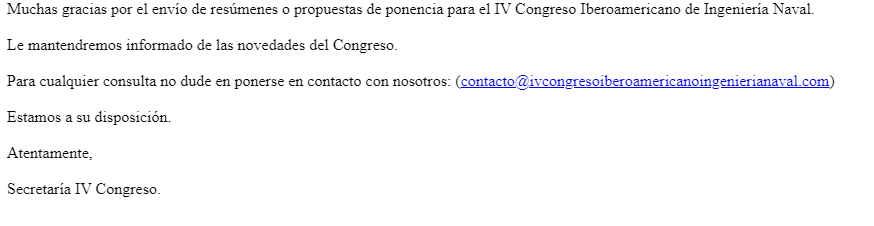 Muchas gracias por el envío de resúmenes o propuestas de ponencia para el IV Congreso Iberoamericano de Ingeniería Naval.
Le mantendremos informado de las novedades del Congreso.
Para cualquier consulta no dude en ponerse en contacto con nosotros: (contacto@ivcongresoiberoamericanoingenierianaval.com)
Estamos a su disposición.
Atentamente,
Secretaría IV Congreso.